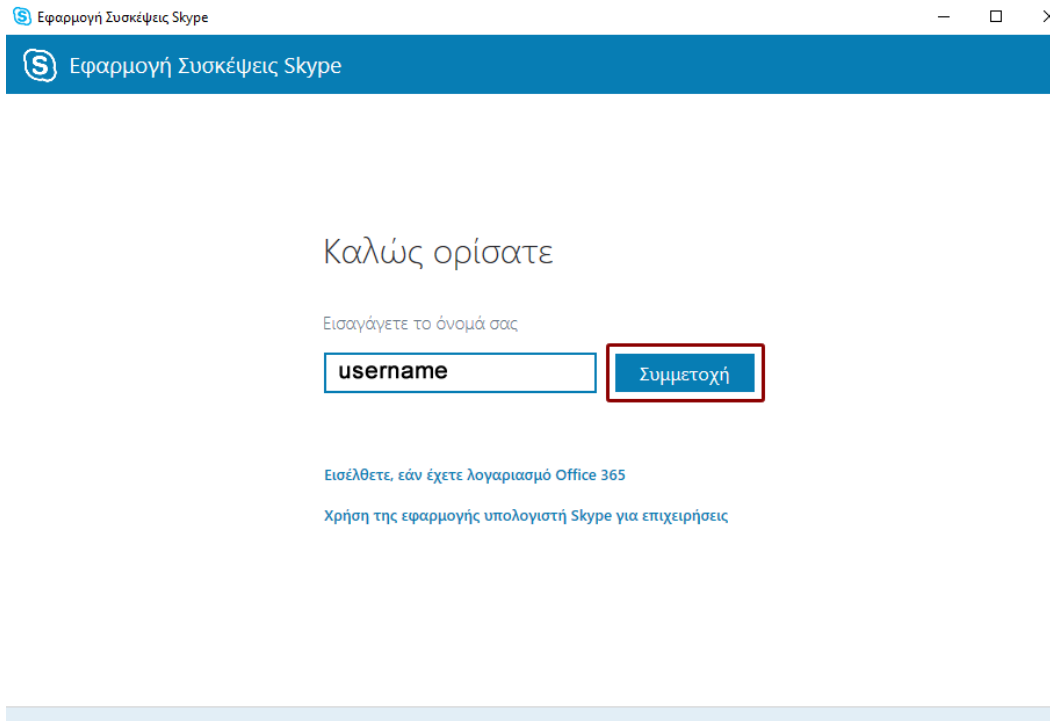 Εφαρμογή Συσκέψεις Skype
Εφαρμογή Συσκέψεις Skype
Καλώς ορίσατε
Εισαγάγετε το όνομά σας
username Συμμετοχή
Εισέλθετε, εάν έχετε λογαριασμό Office 365
Χρήση της εφαρμογής υπολογιστή Skype για επιχειρήσεις